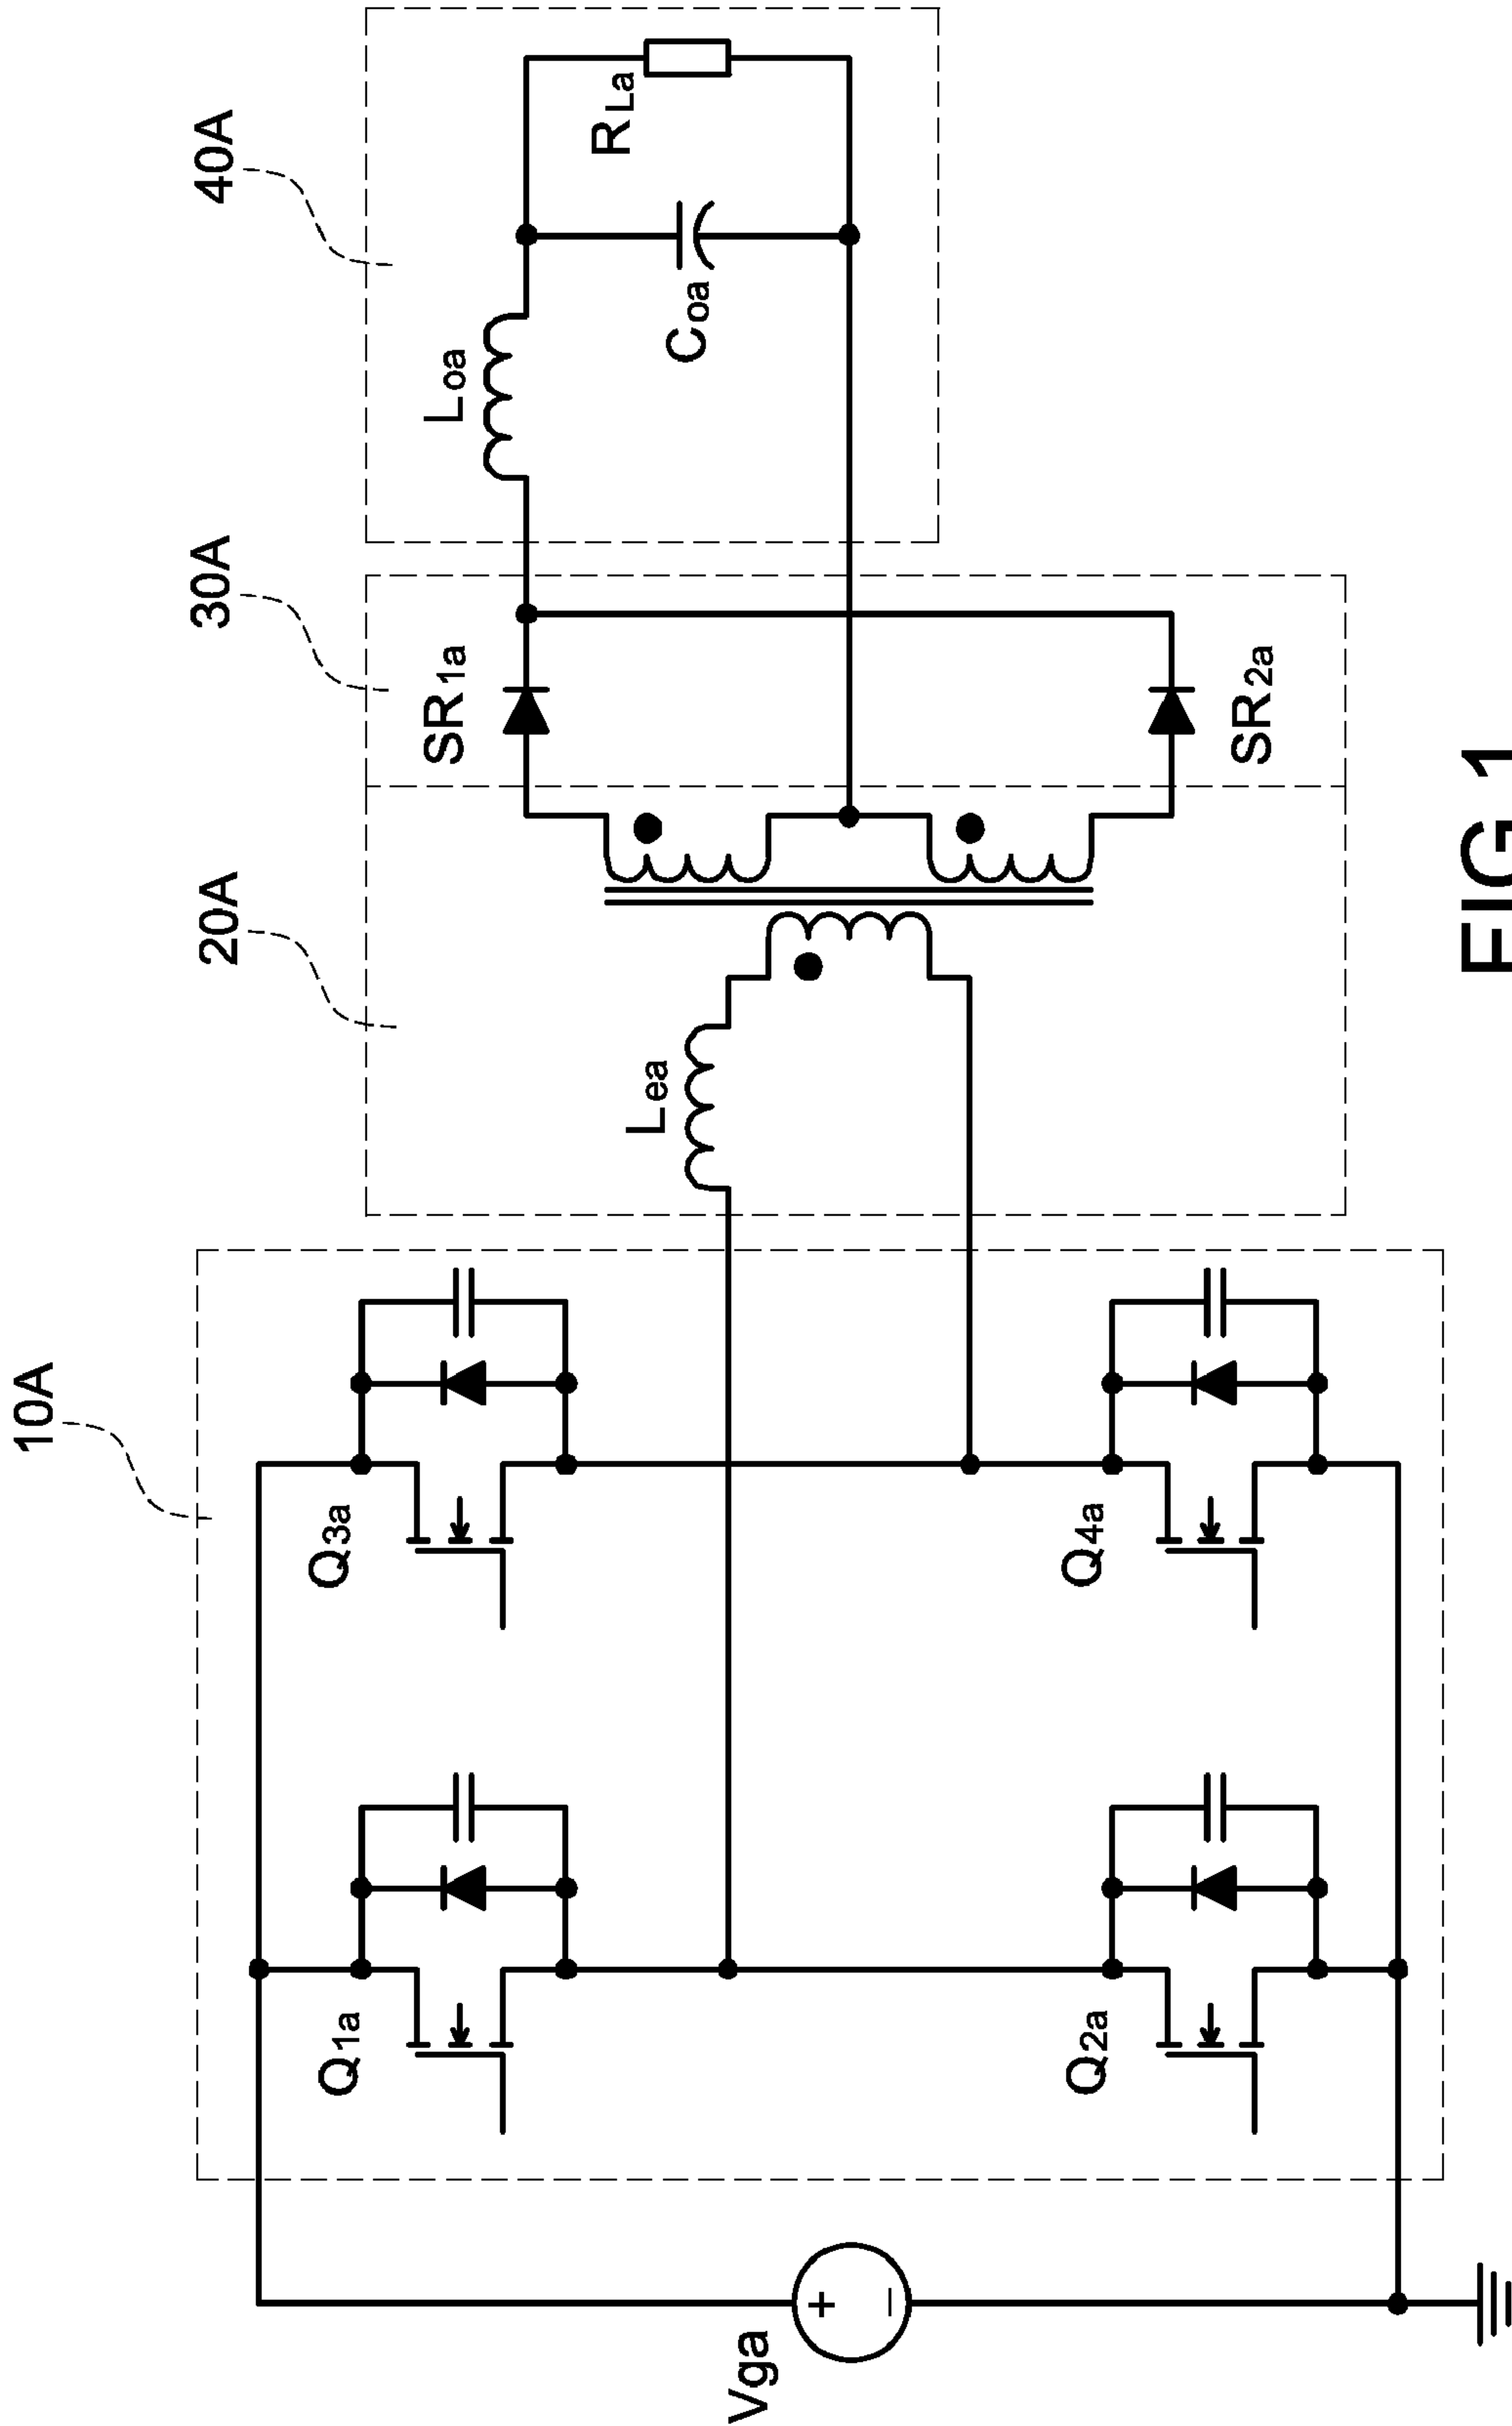 10A
20A
30A
40A
Q1a
Q3a
Lea
SR1a
Loa
RLa
Coa
Vga
+
−
Q2a
Q4a
SR2a
FIG.1